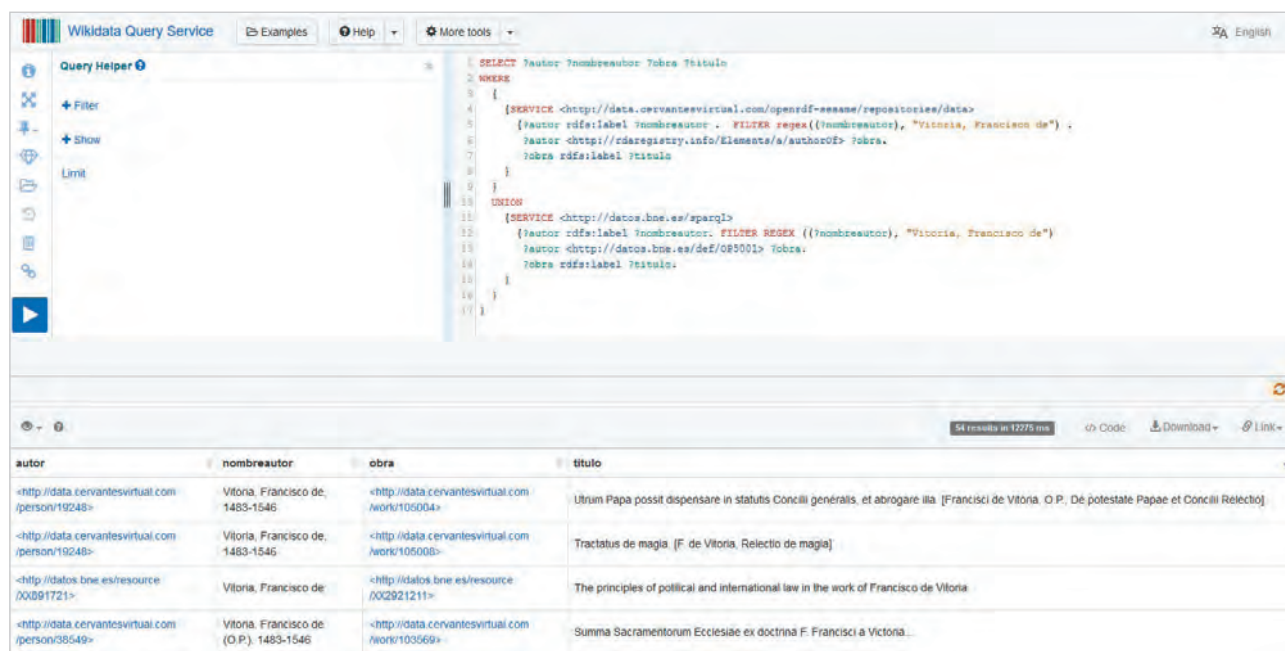 Wikidata Query Service Examples Help More tools English
Query Helper
Filter
Show
Limit
1 SELECT ?autor ?nombreautor ?obra ?titulo
2 WHERE
3 {
4 {SERVICE <http://data.cervantesvirtual.com/openrdf-sesame/repositories/data>
5 {?autor rdfs:label ?nombreautor . FILTER regex((?nombreautor), "Vitoria, Francisco de") .
6 ?autor <http://rdaregistry.info/Elements/a/authorOf> ?obra.
7 ?obra rdfs:label ?titulo
8 }
9 }
10 UNION
11 {SERVICE <http://datos.bne.es/sparql>
12 {?autor rdfs:label ?nombreautor. FILTER REGEX ((?nombreautor), "Vitoria, Francisco de")
13 ?autor <http://datos.bne.es/def/OP5001> ?obra.
14 ?obra rdfs:label ?titulo.
15 }
16 }
17 }
54 results in 12275 ms </> Code Download Link
autor nombreautor obra titulo
<http://data.cervantesvirtual.com
/person/19248>
Vitoria, Francisco de,
1483-1546
<http://data.cervantesvirtual.com
/work/105004>
Utrum Papa possit dispensare in statutis Concilii generalis, et abrogare illa. [Francisci de Vitoria, O.P., De potestate Papae et Concilii Relectio]
<http://data.cervantesvirtual.com
/person/19248>
Vitoria, Francisco de,
1483-1546
<http://data.cervantesvirtual.com
/work/105008>
Tractatus de magia. [F. de Vitoria, Relectio de magia]
<http://datos.bne.es/resource
/XX891721>
Vitoria, Francisco de
<http://datos.bne.es/resource
/XX2921211>
The principles of political and international law in the work of Francisco de Vitoria
<http://data.cervantesvirtual.com
/person/38549>
Vitoria, Francisco de
(O.P.), 1483-1546
<http://data.cervantesvirtual.com
/work/103569>
Summa Sacramentorum Ecclesiae ex doctrina F. Francisci a Victoria...